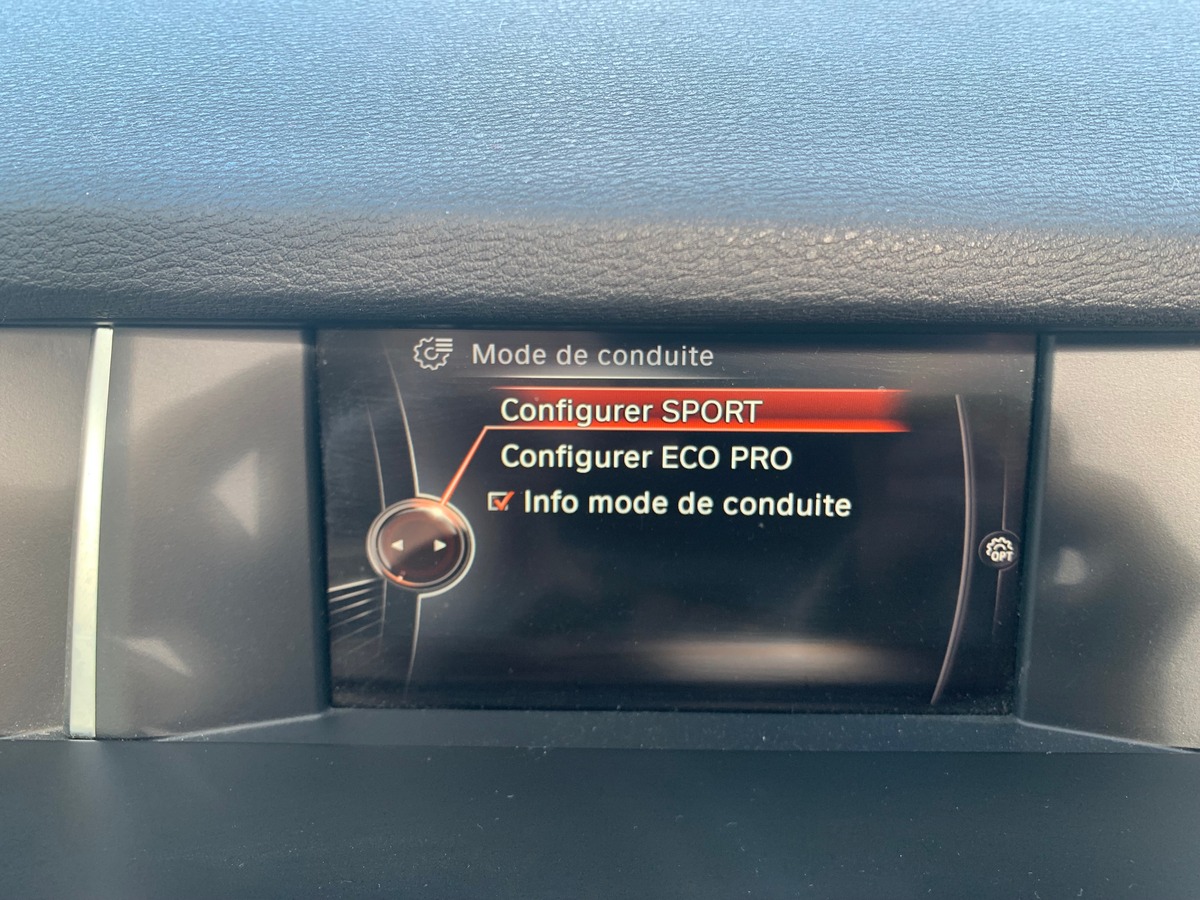 Mode de conduite
Configurer SPORT
Configurer ECO PRO
Info mode de conduite
OPT